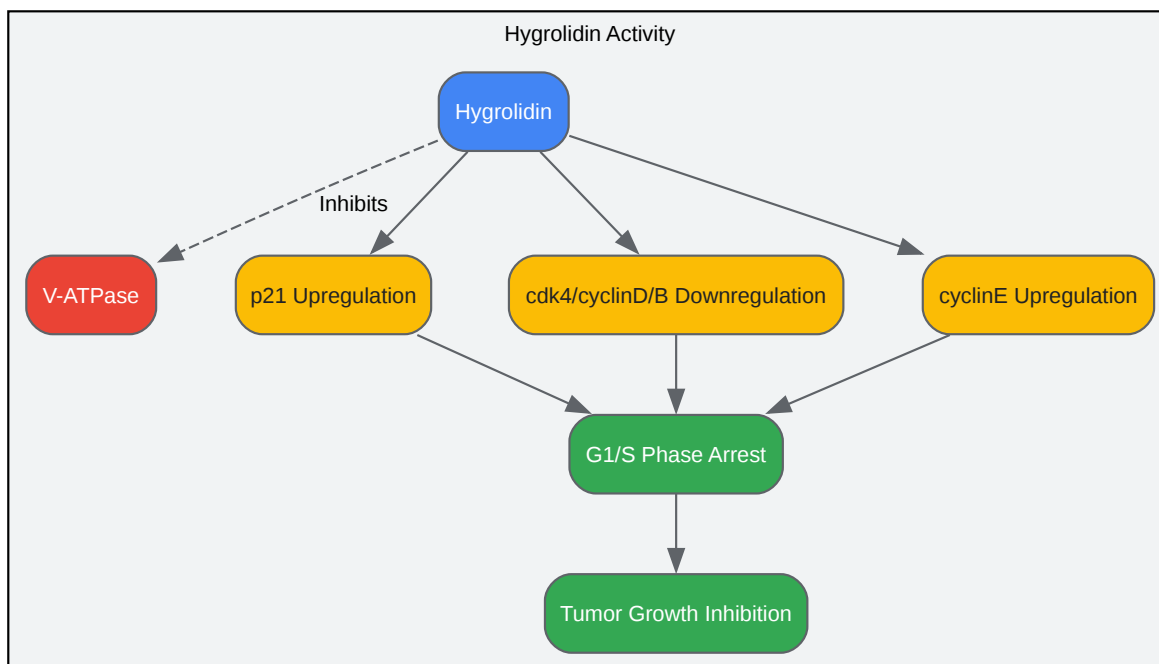 Hygrolidin Activity
Hygrolidin
Inhibits
V-ATPase
p21 Upregulation
cdk4/cyclinD/B Downregulation
cyclinE Upregulation
G1/S Phase Arrest
Tumor Growth Inhibition